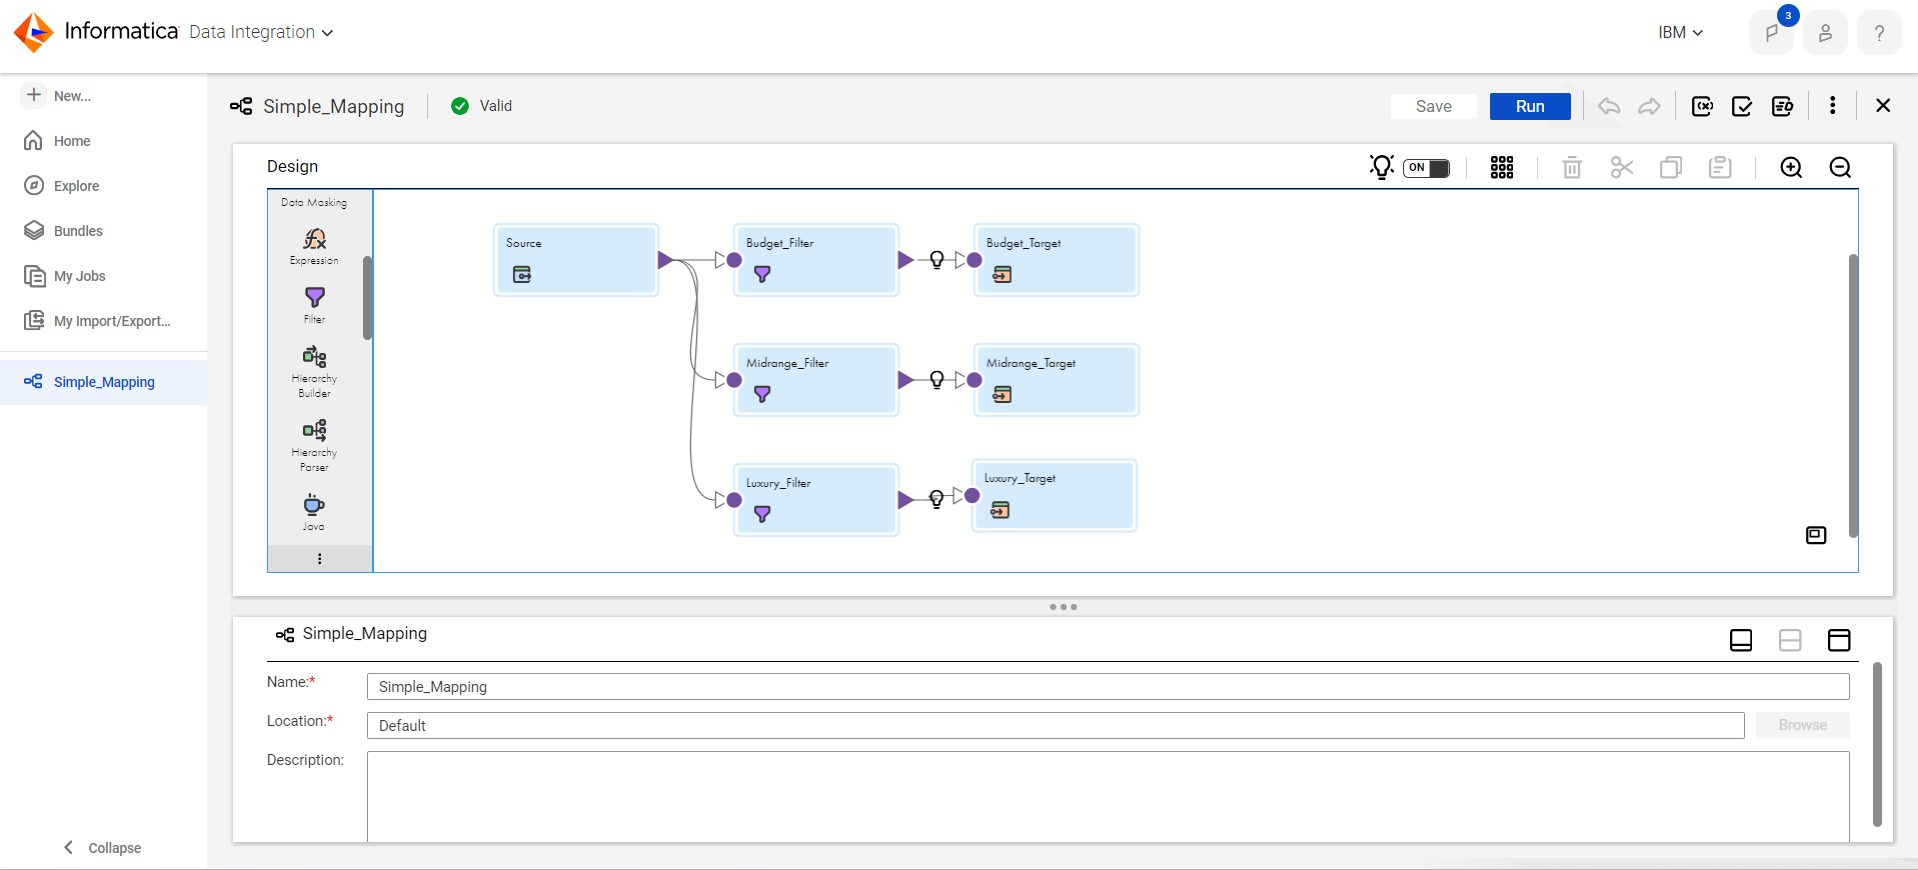 Informatica Data Integration
IBM
3
?
New...
Home
Explore
Bundles
My Jobs
My Import/Export...
Simple_Mapping
Collapse
Simple_Mapping
Valid
Save
Run
Design
ON
Data Masking
Expression
Filter
Hierarchy
Builder
Hierarchy
Parser
Java
Source
Budget_Filter
Budget_Target
Midrange_Filter
Midrange_Target
Luxury_Filter
Luxury_Target
Simple_Mapping
Name:*
Simple_Mapping
Location:*
Default
Browse
Description: